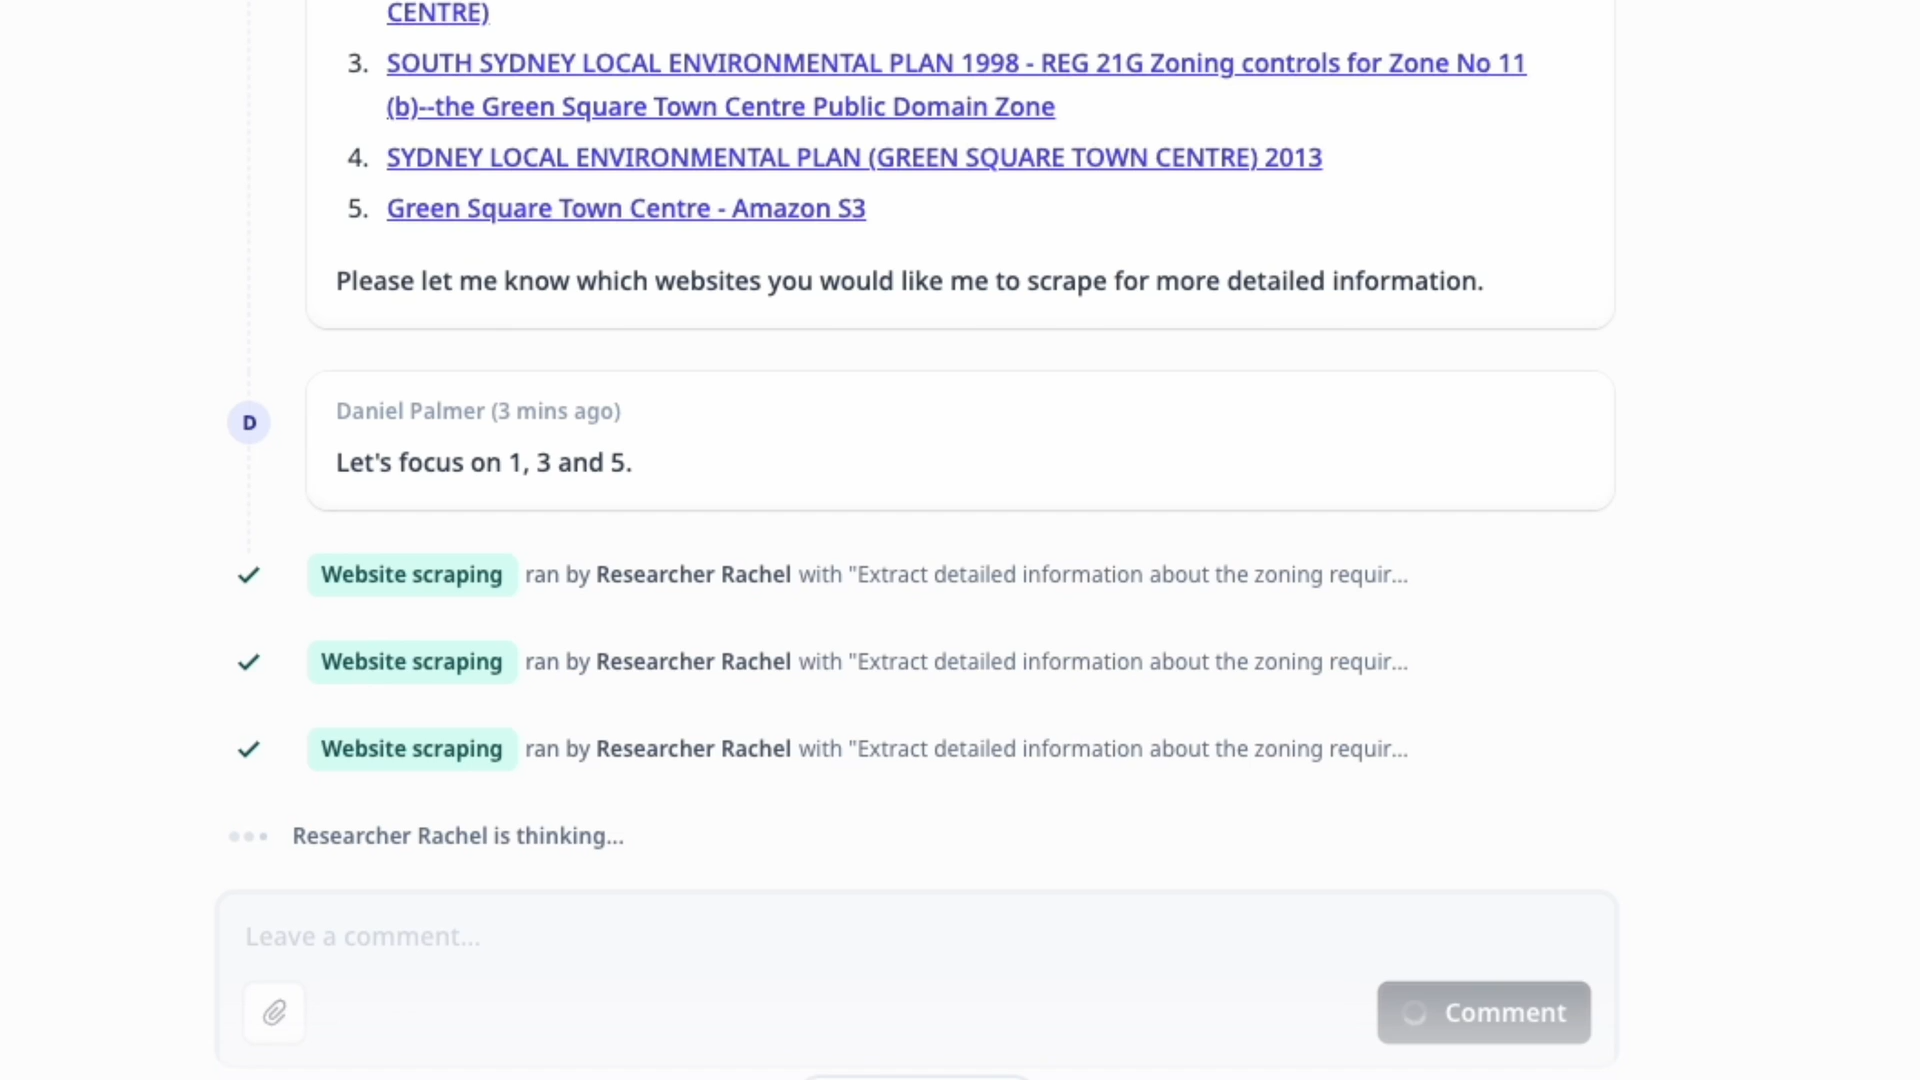 CENTRE)
3. SOUTH SYDNEY LOCAL ENVIRONMENTAL PLAN 1998 - REG 21G Zoning controls for Zone No 11
(b)--the Green Square Town Centre Public Domain Zone
4. SYDNEY LOCAL ENVIRONMENTAL PLAN (GREEN SQUARE TOWN CENTRE) 2013
5. Green Square Town Centre - Amazon S3
Please let me know which websites you would like me to scrape for more detailed information.
D
Daniel Palmer (3 mins ago)
Let's focus on 1, 3 and 5.
Website scraping ran by Researcher Rachel with "Extract detailed information about the zoning requir...
Website scraping ran by Researcher Rachel with "Extract detailed information about the zoning requir...
Website scraping ran by Researcher Rachel with "Extract detailed information about the zoning requir...
Researcher Rachel is thinking...
Leave a comment...
Comment